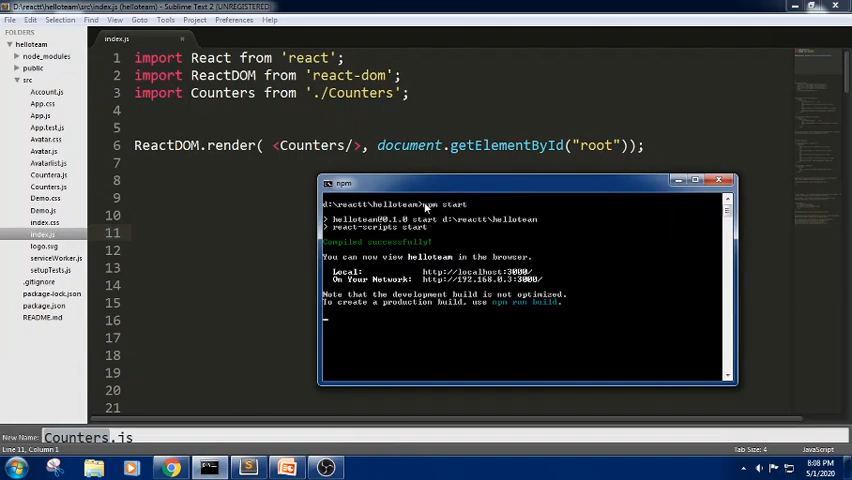 D:\reactt\helloteam\src\index.js (helloteam) - Sublime Text 2 (UNREGISTERED)
File Edit Selection Find View Goto Tools Project Preferences Help
FOLDERS
helloteam
node_modules
public
src
Account.js
App.css
App.js
App.test.js
Avatar.css
Avatar.js
Avatarlist.js
Countera.js
Counters.js
Demo.css
Demo.js
index.css
index.js
logo.svg
serviceWorker.js
setupTests.js
.gitignore
package-lock.json
package.json
README.md
index.js
1 import React from 'react';
2 import ReactDOM from 'react-dom';
3 import Counters from './Counters';
4
5
6 ReactDOM.render( <Counters/>, document.getElementById("root"));
7
8
9
10
11
12
13
14
15
16
17
18
19
20
21
npm
d:\reactt\helloteam>npm start
> helloteam@0.1.0 start d:\reactt\helloteam
> react-scripts start
Compiled successfully!
You can now view helloteam in the browser.
Local: http://localhost:3000/
On Your Network: http://192.168.0.3:3000/
Note that the development build is not optimized.
To create a production build, use npm run build.
New Name: Counters.js
Line 11, Column 1
Tab Size: 4
JavaScript
8:08 PM
5/1/2020